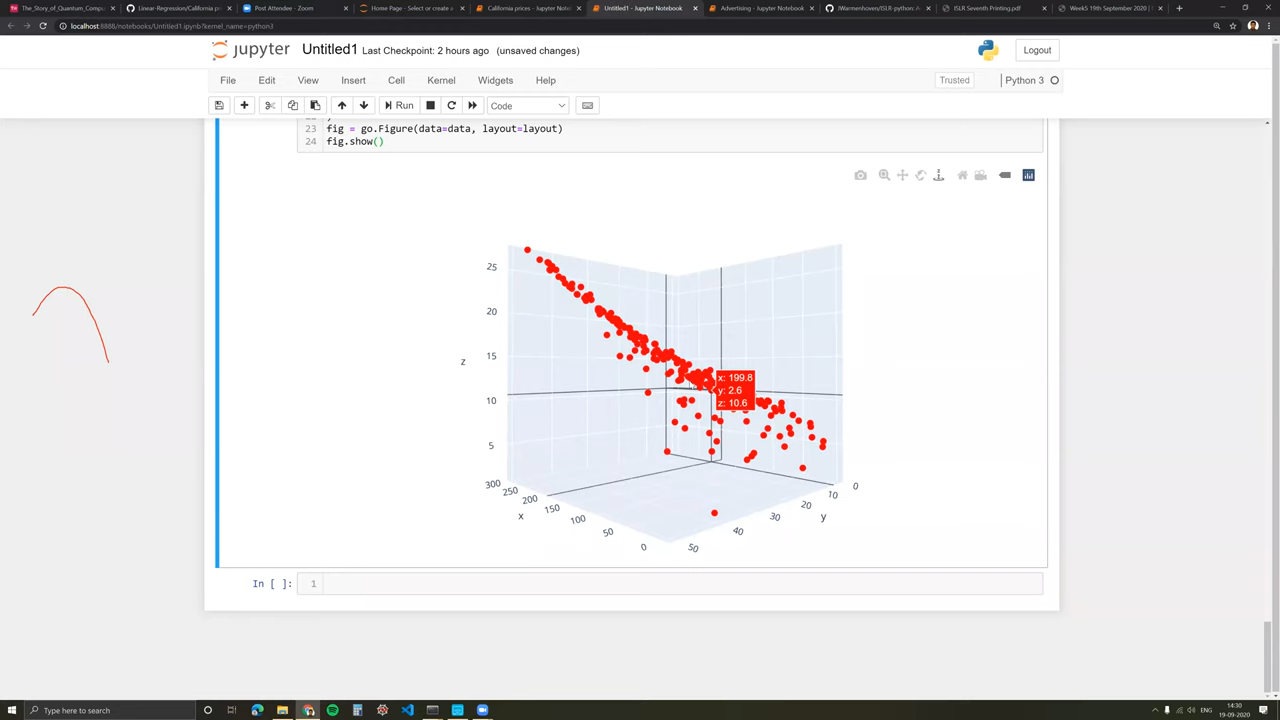 The_Story_of_Quantum_Compu
Linear-Regression/California pr
Post Attendee - Zoom
Home Page - Select or create a
California prices - Jupyter Note
Untitled1 - Jupyter Notebook
Advertising - Jupyter Notebook
JWarmenhoven/ISLR-python: A
ISLR Seventh Printing.pdf
Week5 19th September 2020 | T
localhost:8888/notebooks/Untitled1.ipynb?kernel_name=python3
jupyter Untitled1 Last Checkpoint: 2 hours ago (unsaved changes)
Logout
File Edit View Insert Cell Kernel Widgets Help
Trusted
Python 3
Run
Code
23 fig = go.Figure(data=data, layout=layout)
24 fig.show()
25
20
15
10
5
z
x: 199.8
y: 2.6
z: 10.6
300
250
200
150
100
50
0
x
50
40
30
20
10
0
y
In [ ]: 1
Type here to search
ENG
14:30
19-09-2020